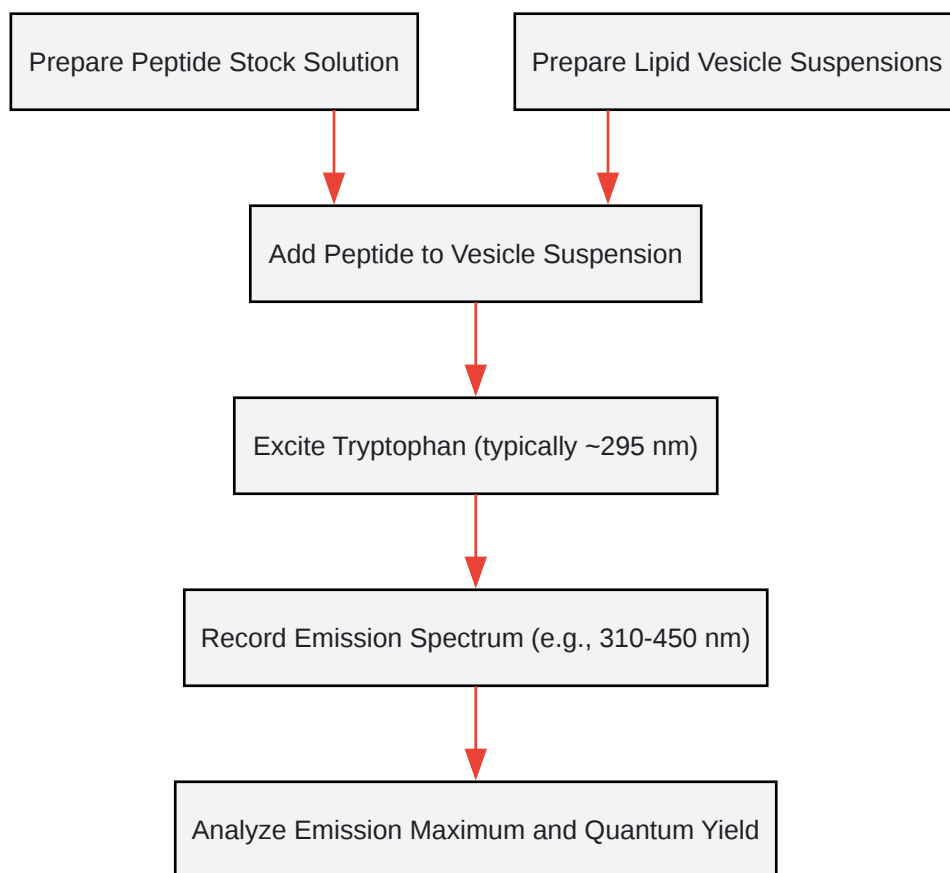 Prepare Peptide Stock Solution
Prepare Lipid Vesicle Suspensions
Add Peptide to Vesicle Suspension
Excite Tryptophan (typically ~295 nm)
Record Emission Spectrum (e.g., 310-450 nm)
Analyze Emission Maximum and Quantum Yield